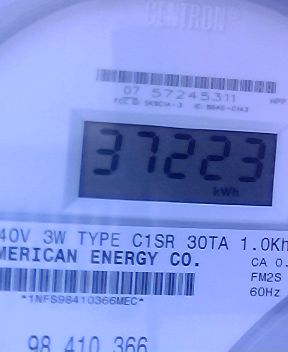 CENTRON®
07 57245311
37223
kWh
40V 3W TYPE C1SR 30TA 1.0Kh
MERICAN ENERGY CO.
CA 0.
FM2S
60Hz
*1NFS98410366MEC*
98 410 366